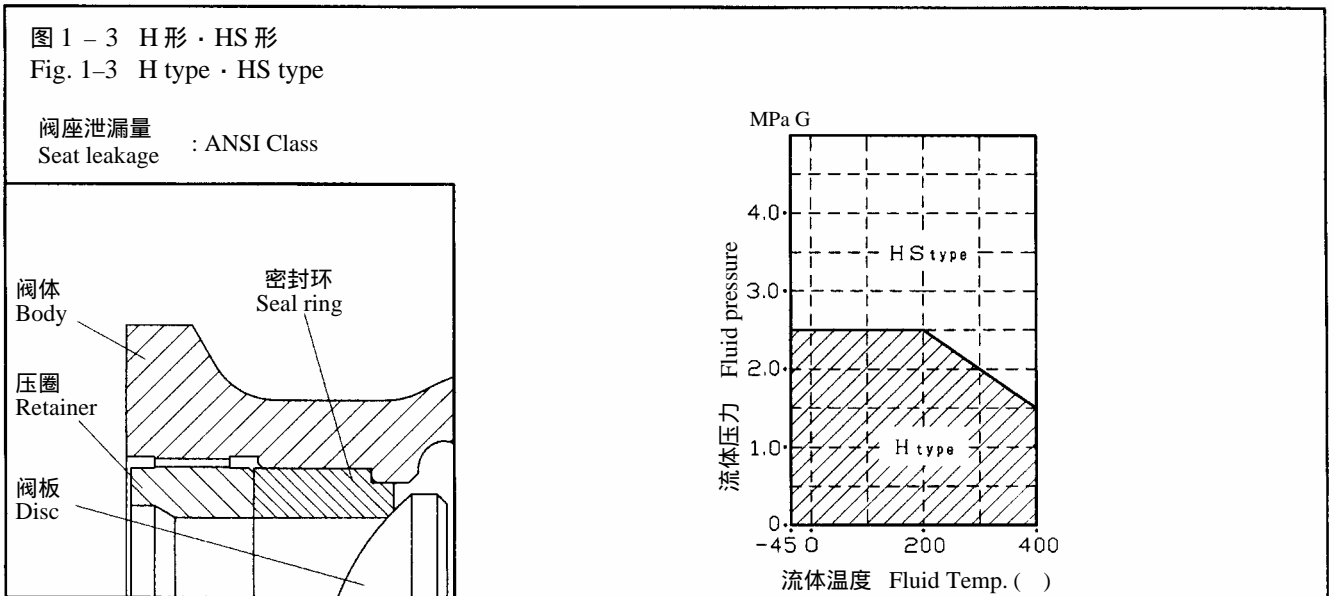 图 1 – 3 H 形 · HS 形
Fig. 1–3 H type · HS type
阀座泄漏量
Seat leakage : ANSI Class
阀体
Body
压圈
Retainer
阀板
Disc
密封环
Seal ring
MPa G
4.0
3.0
2.0
1.0
0
-45 0 200 400
HS type
H type
流体压力 Fluid pressure
流体温度 Fluid Temp. ( )